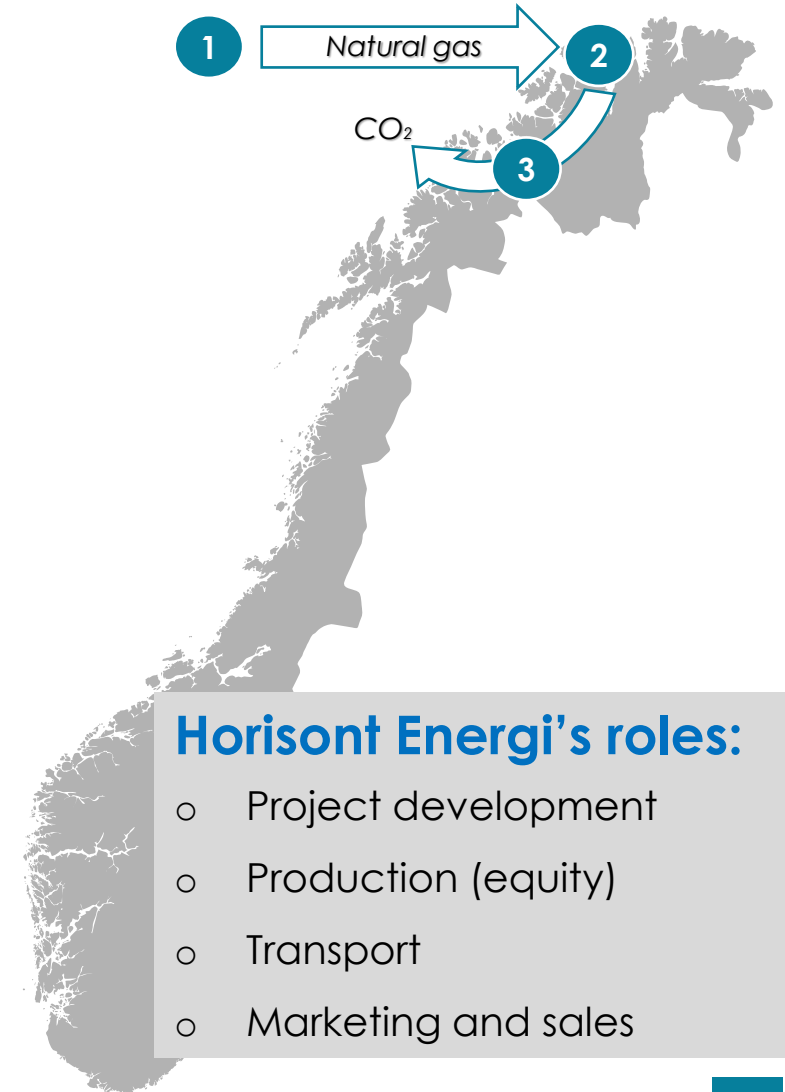 1
Natural gas
2
CO₂
3
Horisont Energi's roles:
o Project development
o Production (equity)
o Transport
o Marketing and sales